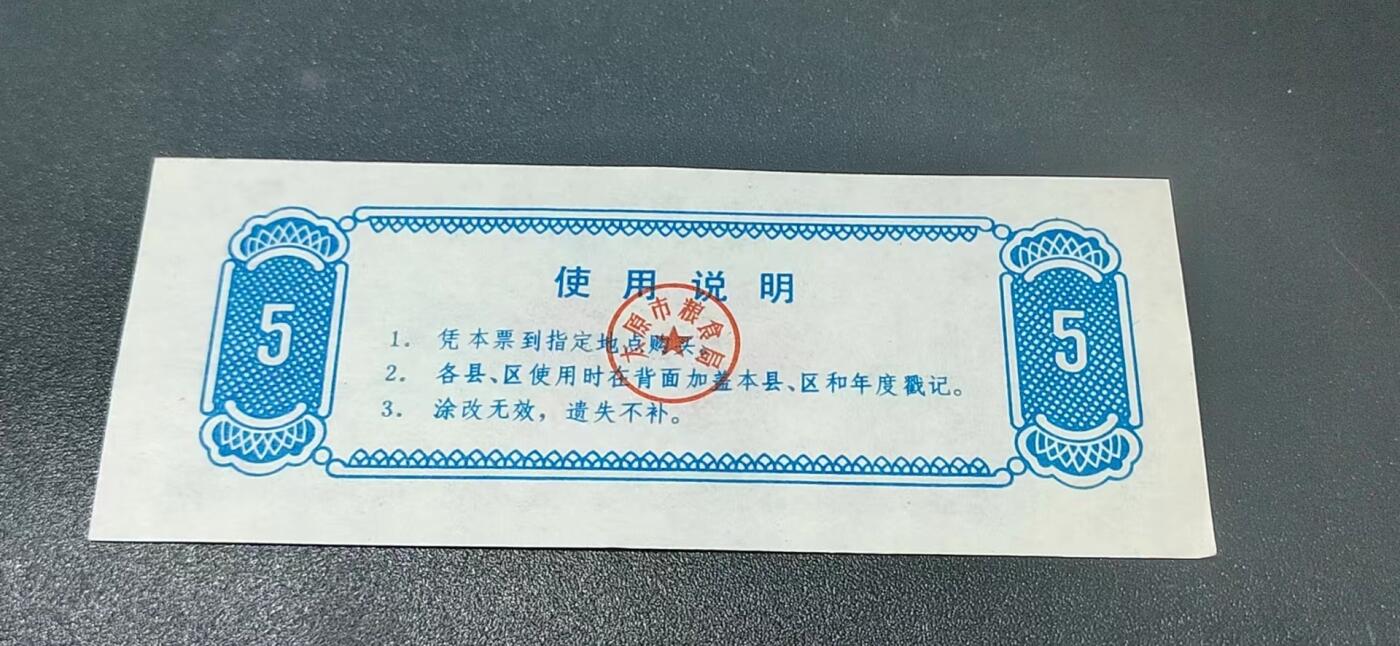 使用说明
5
5
1. 凭本票到指定地点购买。
2. 各县、区使用时在背面加盖本县、区和年度戳记。
3. 涂改无效，遗失不补。
太原市粮食局